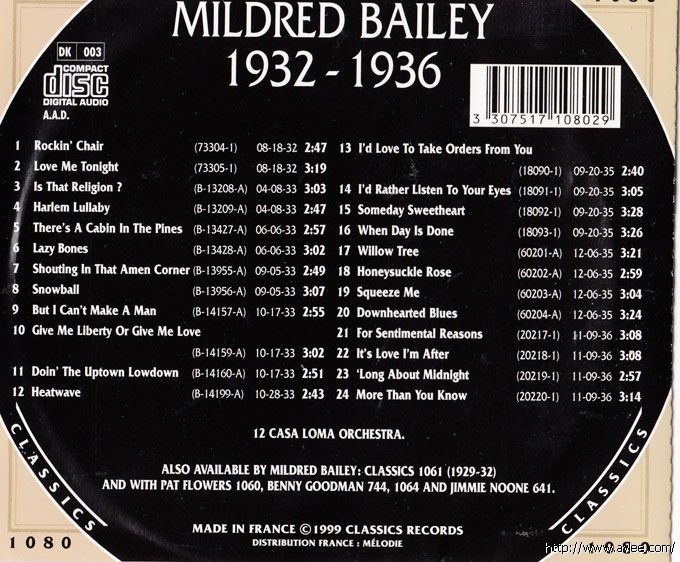 1080
MILDRED BAILEY
1932 - 1936
DK 003
COMPACT
disc
DIGITAL AUDIO
A.A.D.
3 307517 108029
1 Rockin' Chair (73304-1) 08-18-32 2:47
2 Love Me Tonight (73305-1) 08-18-32 3:19
3 Is That Religion ? (B-13208-A) 04-08-33 3:03
4 Harlem Lullaby (B-13209-A) 04-08-33 2:47
5 There's A Cabin In The Pines (B-13427-A) 06-06-33 2:57
6 Lazy Bones (B-13428-A) 06-06-33 3:02
7 Shouting In That Amen Corner (B-13955-A) 09-05-33 2:49
8 Snowball (B-13956-A) 09-05-33 3:07
9 But I Can't Make A Man (B-14157-A) 10-17-33 2:55
10 Give Me Liberty Or Give Me Love
(B-14159-A) 10-17-33 3:02
11 Doin' The Uptown Lowdown (B-14160-A) 10-17-33 2:51
12 Heatwave (B-14199-A) 10-28-33 2:43
13 I'd Love To Take Orders From You
(18090-1) 09-20-35 2:40
14 I'd Rather Listen To Your Eyes (18091-1) 09-20-35 3:05
15 Someday Sweetheart (18092-1) 09-20-35 3:28
16 When Day Is Done (18093-1) 09-20-35 3:26
17 Willow Tree (60201-A) 12-06-35 3:21
18 Honeysuckle Rose (60202-A) 12-06-35 2:59
19 Squeeze Me (60203-A) 12-06-35 3:04
20 Downhearted Blues (60204-A) 12-06-35 3:24
21 For Sentimental Reasons (20217-1) 11-09-36 3:08
22 It's Love I'm After (20218-1) 11-09-36 3:08
23 'Long About Midnight (20219-1) 11-09-36 2:57
24 More Than You Know (20220-1) 11-09-36 3:14
12 CASA LOMA ORCHESTRA.
ALSO AVAILABLE BY MILDRED BAILEY: CLASSICS 1061 (1929-32)
AND WITH PAT FLOWERS 1060, BENNY GOODMAN 744, 1064 AND JIMMIE NOONE 641.
CLASSICS
CLASSICS
MADE IN FRANCE © 1999 CLASSICS RECORDS
DISTRIBUTION FRANCE : MÉLODIE
1080
1080